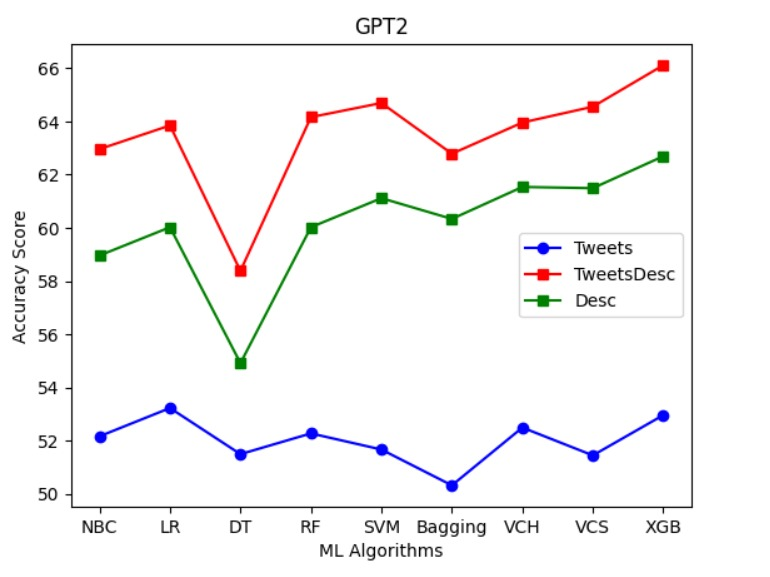 GPT2
66
64
62
60
58
56
54
52
50
Accuracy Score
Tweets
TweetsDesc
Desc
NBC LR DT RF SVM Bagging VCH VCS XGB
ML Algorithms